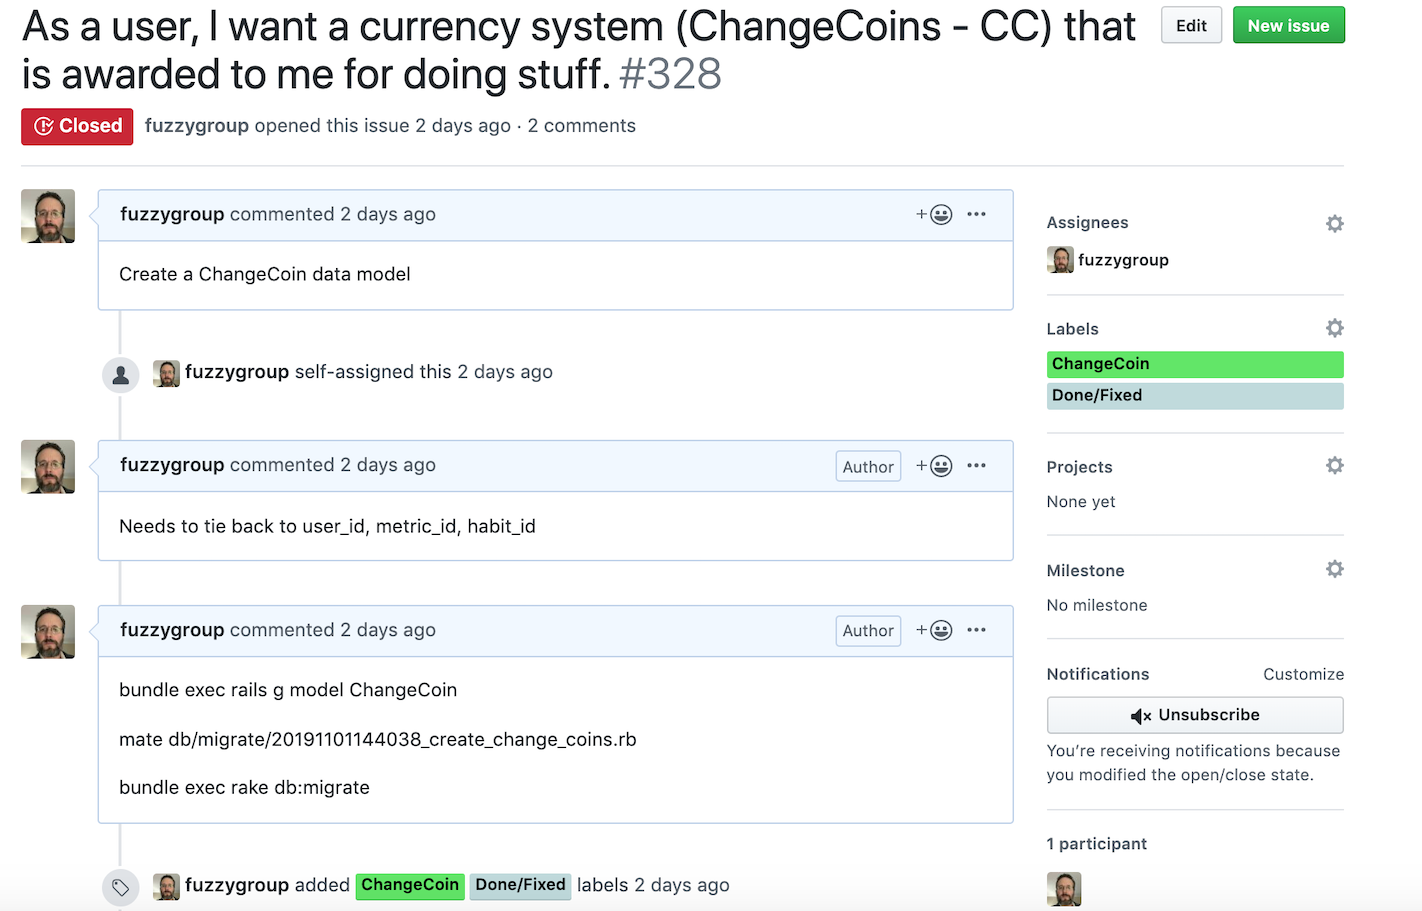 As a user, I want a currency system (ChangeCoins - CC) that
is awarded to me for doing stuff. #328
Edit
New issue
Closed
fuzzygroup opened this issue 2 days ago · 2 comments
fuzzygroup commented 2 days ago
Create a ChangeCoin data model
fuzzygroup self-assigned this 2 days ago
fuzzygroup commented 2 days ago
Author
Needs to tie back to user_id, metric_id, habit_id
fuzzygroup commented 2 days ago
Author
bundle exec rails g model ChangeCoin
mate db/migrate/20191101144038_create_change_coins.rb
bundle exec rake db:migrate
fuzzygroup added ChangeCoin Done/Fixed labels 2 days ago
Assignees
fuzzygroup
Labels
ChangeCoin
Done/Fixed
Projects
None yet
Milestone
No milestone
Notifications
Customize
Unsubscribe
You’re receiving notifications because
you modified the open/close state.
1 participant